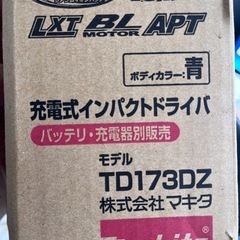 LXT BL MOTOR APT
ボディカラー：青
充電式インパクトドライバ
バッテリ・充電器別販売
モデル
TD173DZ
株式会社マキタ